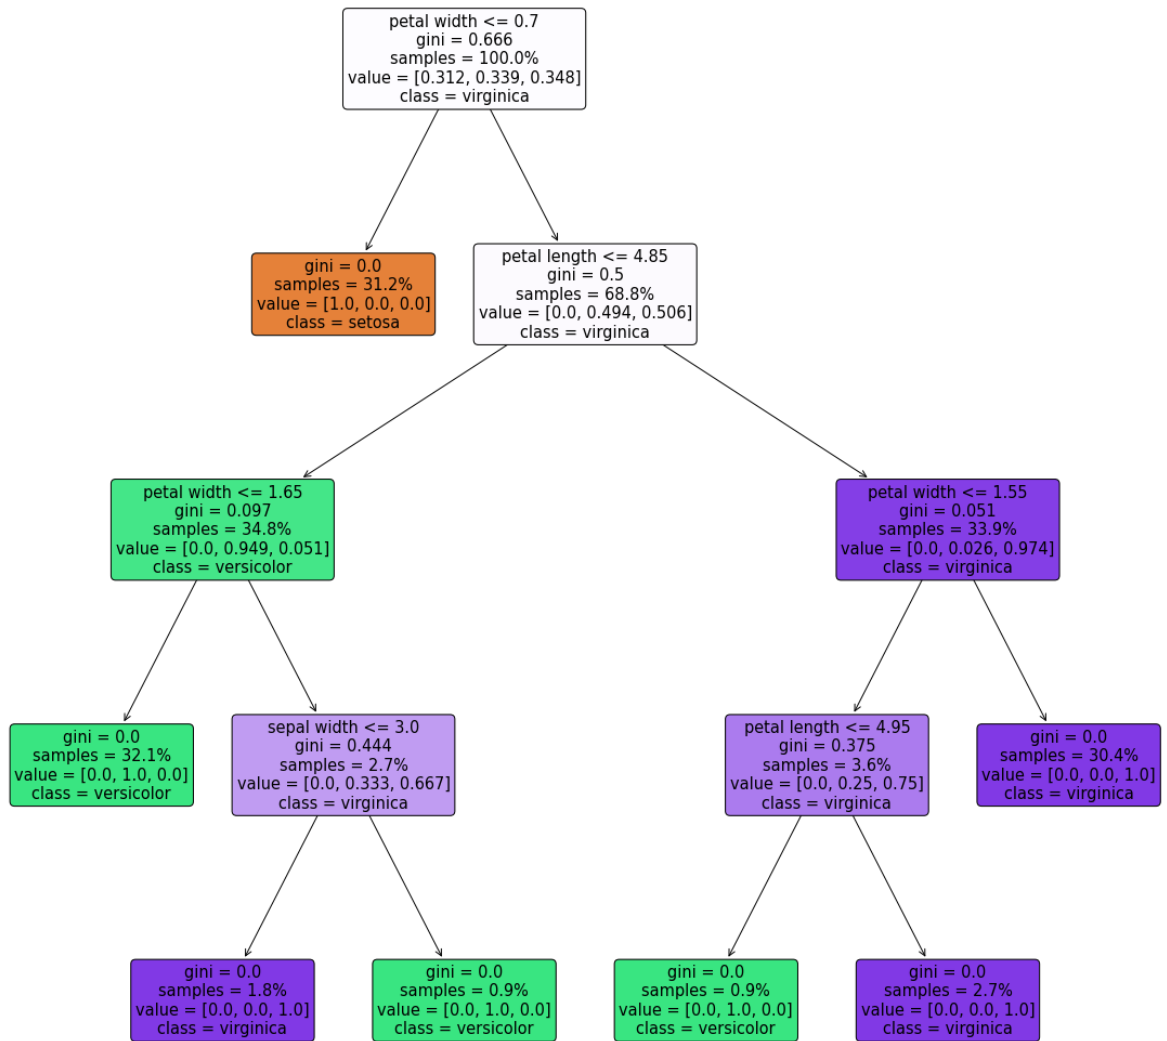 petal width <= 0.7
gini = 0.666
samples = 100.0%
value = [0.312, 0.339, 0.348]
class = virginica
gini = 0.0
samples = 31.2%
value = [1.0, 0.0, 0.0]
class = setosa
petal length <= 4.85
gini = 0.5
samples = 68.8%
value = [0.0, 0.494, 0.506]
class = virginica
petal width <= 1.65
gini = 0.097
samples = 34.8%
value = [0.0, 0.949, 0.051]
class = versicolor
petal width <= 1.55
gini = 0.051
samples = 33.9%
value = [0.0, 0.026, 0.974]
class = virginica
gini = 0.0
samples = 32.1%
value = [0.0, 1.0, 0.0]
class = versicolor
sepal width <= 3.0
gini = 0.444
samples = 2.7%
value = [0.0, 0.333, 0.667]
class = virginica
petal length <= 4.95
gini = 0.375
samples = 3.6%
value = [0.0, 0.25, 0.75]
class = virginica
gini = 0.0
samples = 30.4%
value = [0.0, 0.0, 1.0]
class = virginica
gini = 0.0
samples = 1.8%
value = [0.0, 0.0, 1.0]
class = virginica
gini = 0.0
samples = 0.9%
value = [0.0, 1.0, 0.0]
class = versicolor
gini = 0.0
samples = 0.9%
value = [0.0, 1.0, 0.0]
class = versicolor
gini = 0.0
samples = 2.7%
value = [0.0, 0.0, 1.0]
class = virginica